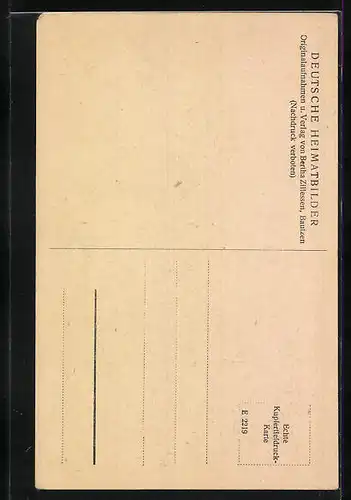 DEUTSCHE HEIMATBILDER
Originalaufnahmen u. Verlag von Bertha Zillessen, Bautzen
(Nachdruck verboten)
Echte
Kupfertiefdruck-
Karte
E 2219